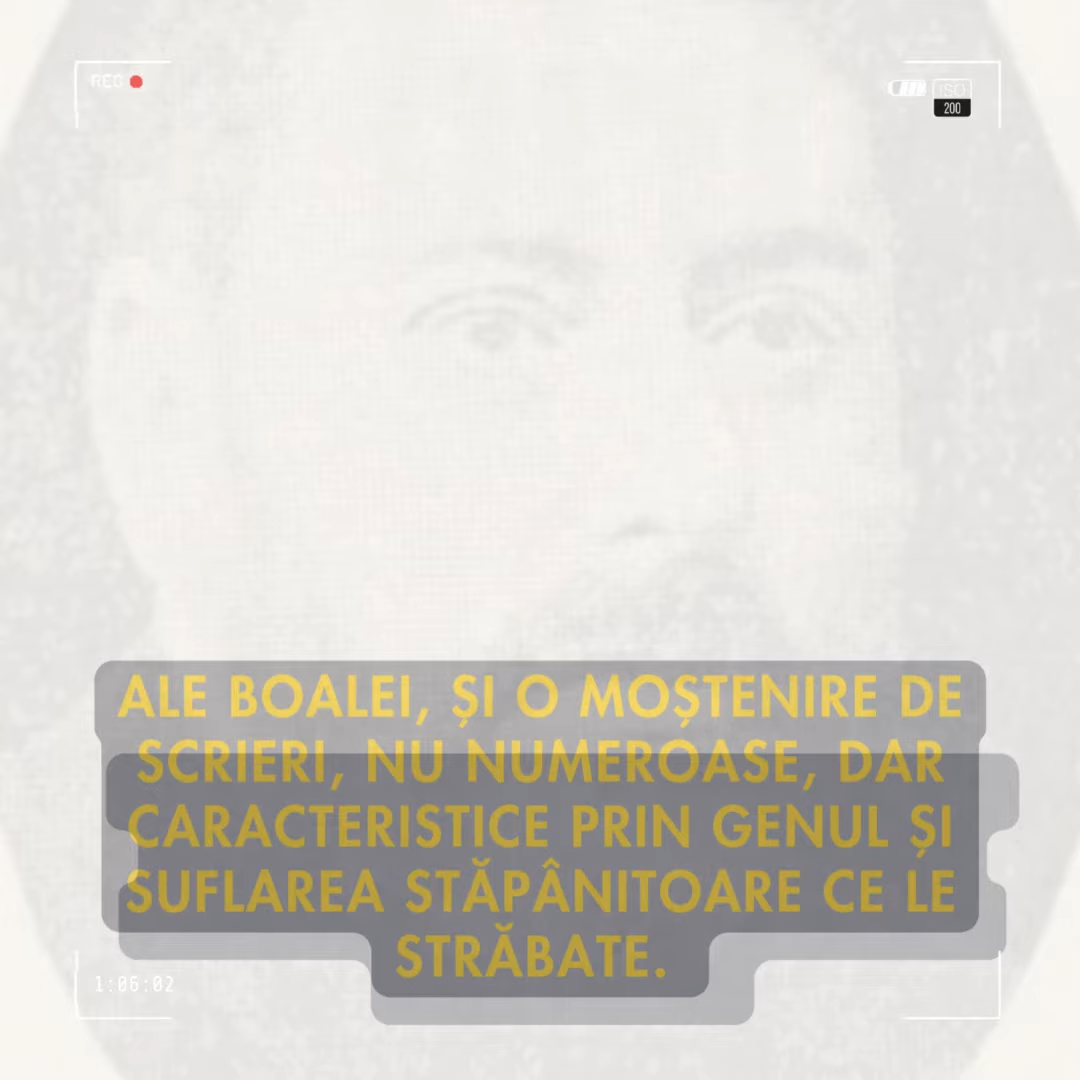 REC
ISO
200
ALE BOALEI, ȘI O MOȘTENIRE DE
SCRIERI, NU NUMEROASE, DAR
CARACTERISTICE PRIN GENUL ȘI
SUFLAREA STĂPÂNITOARE CE LE
STRĂBATE.
1:06:02